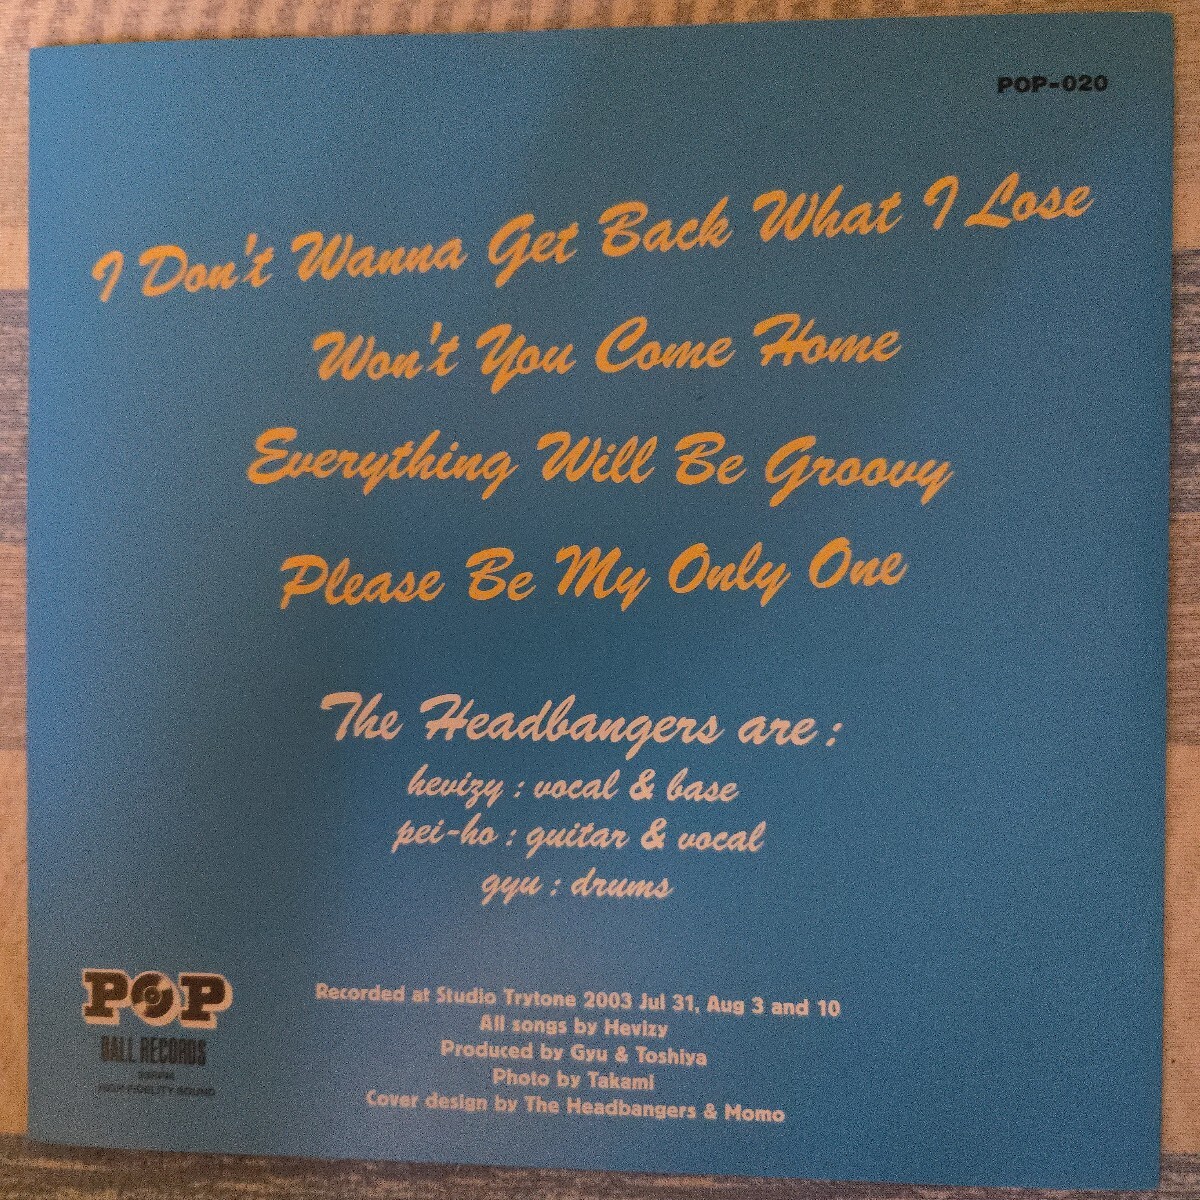 POP-020
I Don't Wanna Get Back What I Lose
Won't You Come Home
Everything Will Be Groovy
Please Be My Only One
The Headbangers are :
hevizy : vocal & base
pei-ho : guitar & vocal
gyu : drums
POP
BALL RECORDS
HIGH FIDELITY SOUND
Recorded at Studio Trytone 2003 Jul 31, Aug 3 and 10
All songs by Hevizy
Produced by Gyu & Toshiya
Photo by Takami
Cover design by The Headbangers & Momo